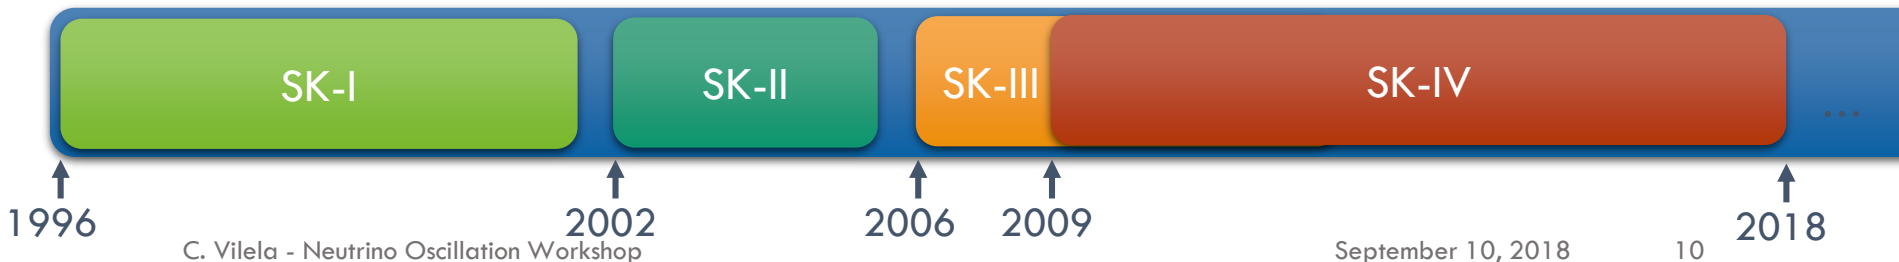 SK-I SK-II SK-III SK-IV ...
1996 2002 2006 2009 2018
C. Vilela - Neutrino Oscillation Workshop September 10, 2018 10